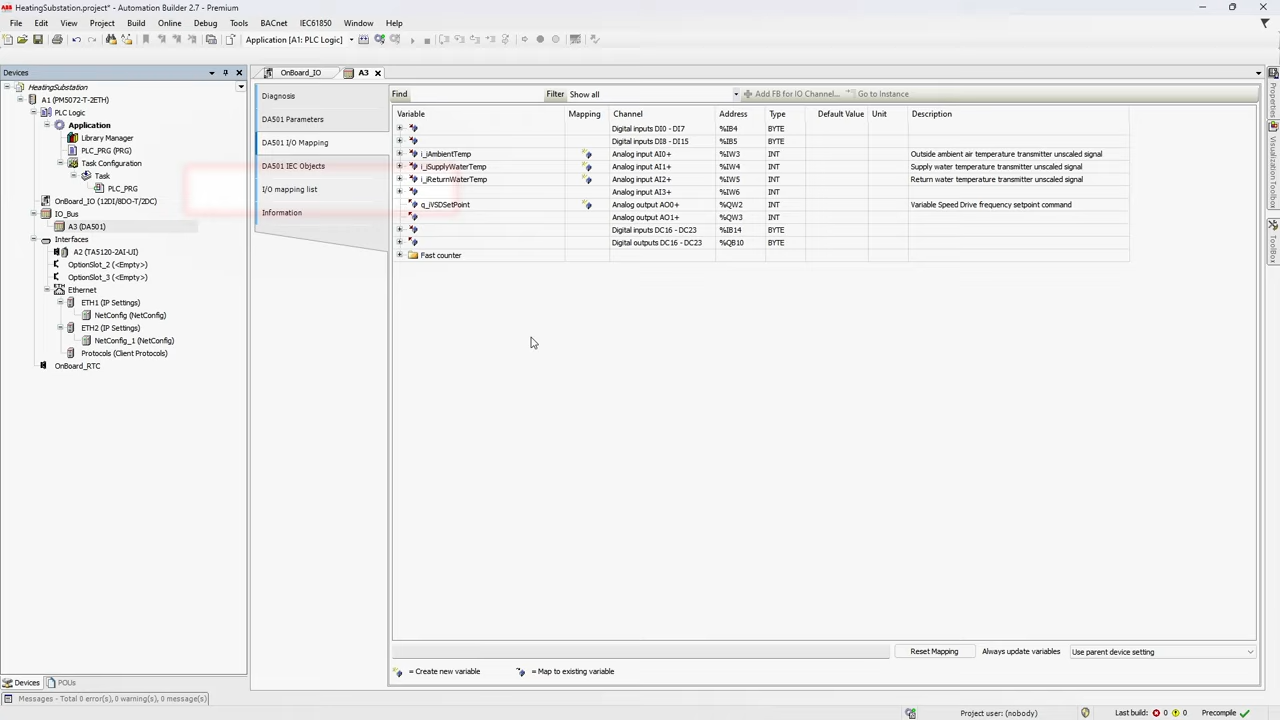 HeatingSubstation.project* - Automation Builder 2.7 - Premium
File Edit View Project Build Online Debug Tools BACnet IEC61850 Window Help
Application [A1: PLC Logic]
Devices
HeatingSubstation
A1 (PM5072-T-2ETH)
PLC Logic
Application
Library Manager
PLC_PRG (PRG)
Task Configuration
Task
PLC_PRG
OnBoard_IO (12DI/8DO-T/2DC)
IO_Bus
A3 (DA501)
Interfaces
A2 (TA5120-2AI-UI)
OptionSlot_2 (<Empty>)
OptionSlot_3 (<Empty>)
Ethernet
ETH1 (IP Settings)
NetConfig (NetConfig)
ETH2 (IP Settings)
NetConfig_1 (NetConfig)
Protocols (Client Protocols)
OnBoard_RTC
Devices POUs
OnBoard_IO A3
Diagnosis
DA501 Parameters
DA501 I/O Mapping
DA501 IEC Objects
I/O mapping list
Information
Find Filter Show all Add FB for IO Channel... Go to Instance
Variable Mapping Channel Address Type Default Value Unit Description
Digital inputs DI0 - DI7 %IB4 BYTE
Digital inputs DI8 - DI15 %IB5 BYTE
i_iAmbientTemp Analog input AI0+ %IW3 INT Outside ambient air temperature transmitter unscaled signal
i_iSupplyWaterTemp Analog input AI1+ %IW4 INT Supply water temperature transmitter unscaled signal
i_iReturnWaterTemp Analog input AI2+ %IW5 INT Return water temperature transmitter unscaled signal
Analog input AI3+ %IW6 INT
q_iVSDSetPoint Analog output AO0+ %QW2 INT Variable Speed Drive frequency setpoint command
Analog output AO1+ %QW3 INT
Digital inputs DC16 - DC23 %IB14 BYTE
Digital outputs DC16 - DC23 %QB10 BYTE
Fast counter
Reset Mapping Always update variables Use parent device setting
= Create new variable = Map to existing variable
Properties
Visualization Toolbox
ToolBox
Messages - Total 0 error(s), 0 warning(s), 0 message(s)
Project user: (nobody) Last build: 0 0 Precompile